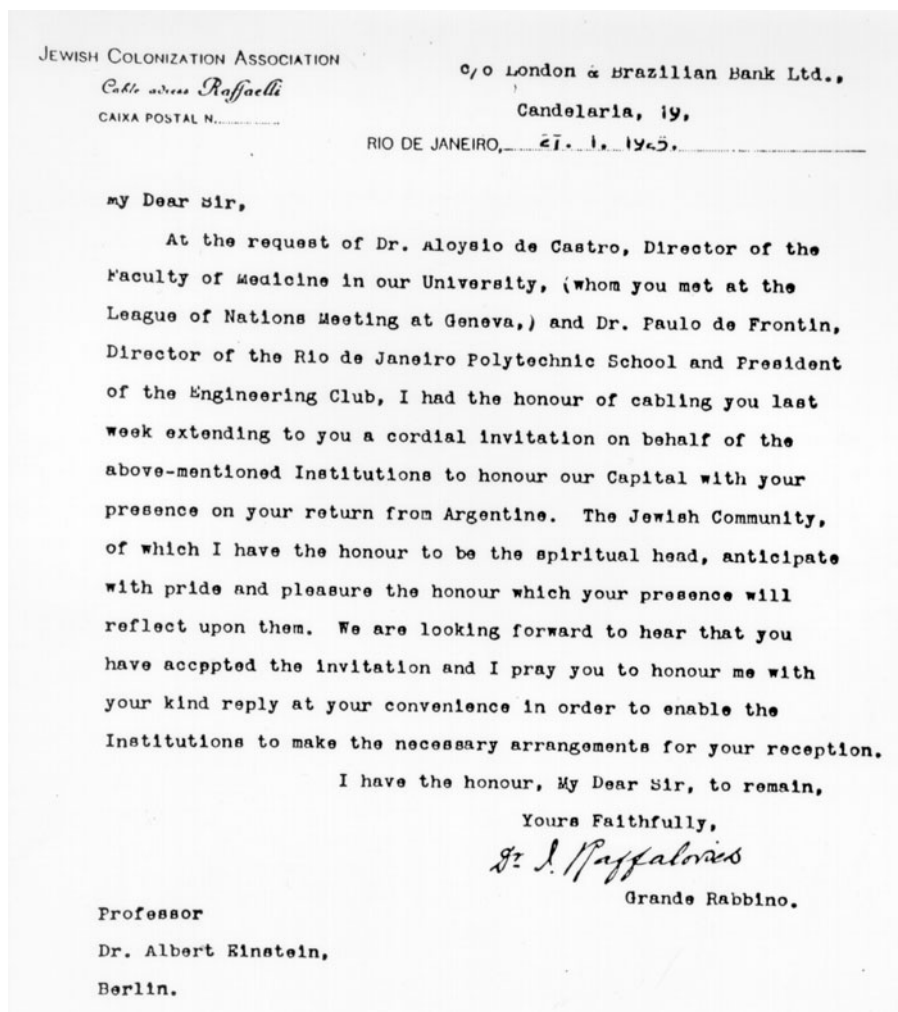 JEWISH COLONIZATION ASSOCIATION
Cable adress Raffaelli
CAIXA POSTAL N.
c/o London & Brazilian Bank Ltd.,
Candelaria, 19,
RIO DE JANEIRO, 21. 1. 1925.
My Dear Sir,
At the request of Dr. Aloysio de Castro, Director of the
Faculty of Medicine in our University, (whom you met at the
League of Nations Meeting at Geneva,) and Dr. Paulo de Frontin,
Director of the Rio de Janeiro Polytechnic School and President
of the Engineering Club, I had the honour of cabling you last
week extending to you a cordial invitation on behalf of the
above-mentioned Institutions to honour our Capital with your
presence on your return from Argentine. The Jewish Community,
of which I have the honour to be the spiritual head, anticipate
with pride and pleasure the honour which your presence will
reflect upon them. We are looking forward to hear that you
have accppted the invitation and I pray you to honour me with
your kind reply at your convenience in order to enable the
Institutions to make the necessary arrangements for your reception.
I have the honour, My Dear Sir, to remain,
Yours Faithfully,
Dr I. Raffalovich
Grande Rabbino.
Professor
Dr. Albert Einstein,
Berlin.